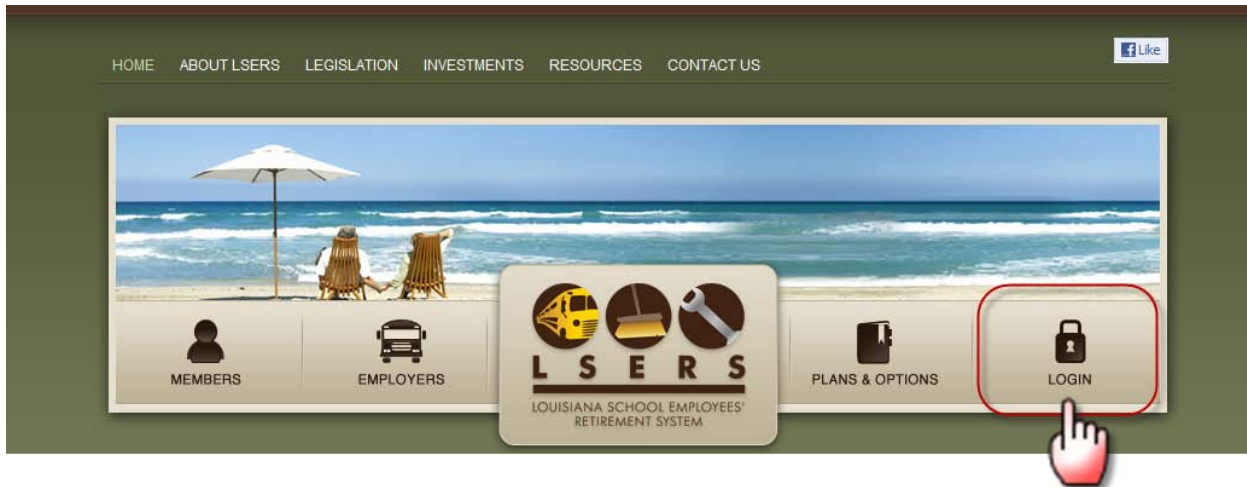 Like
HOME ABOUT LSERS LEGISLATION INVESTMENTS RESOURCES CONTACT US
MEMBERS
EMPLOYERS
LSERS
LOUISIANA SCHOOL EMPLOYEES'
RETIREMENT SYSTEM
PLANS & OPTIONS
LOGIN